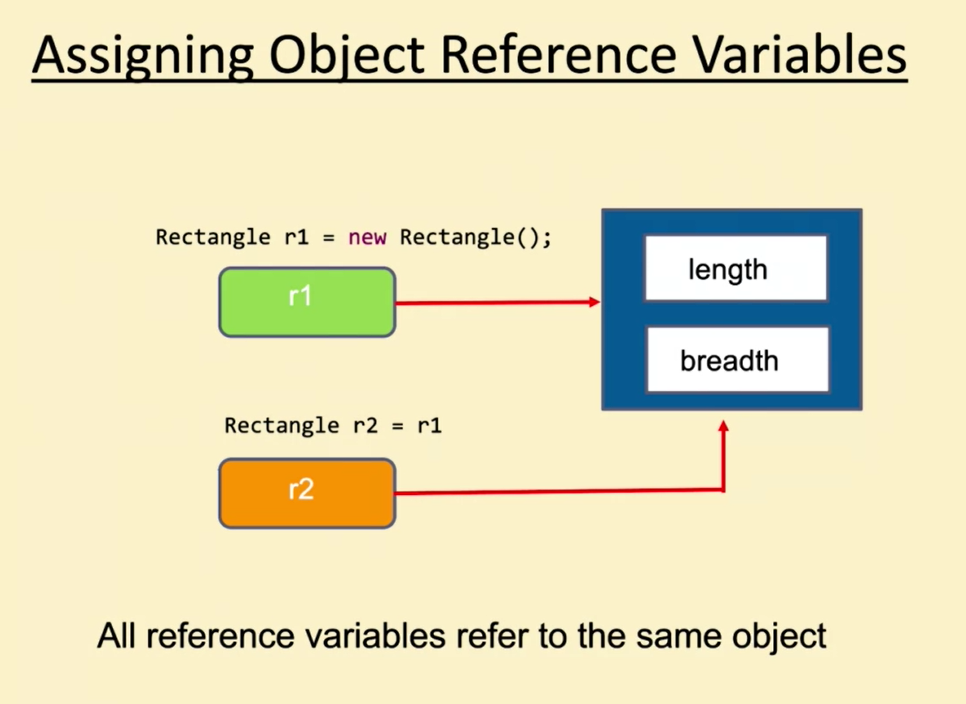 Assigning Object Reference Variables
Rectangle r1 = new Rectangle();
r1
length
breadth
Rectangle r2 = r1
r2
All reference variables refer to the same object